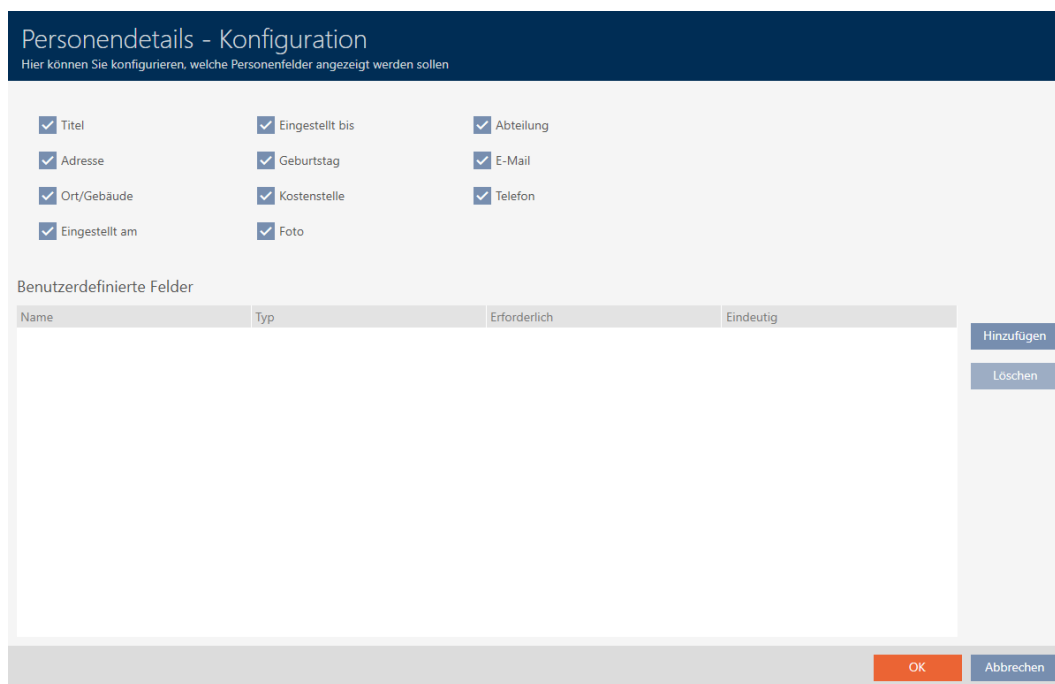 Personendetails - Konfiguration
Hier können Sie konfigurieren, welche Personenfelder angezeigt werden sollen
Titel Eingestellt bis Abteilung
Adresse Geburtstag E-Mail
Ort/Gebäude Kostenstelle Telefon
Eingestellt am Foto
Benutzerdefinierte Felder
Name Typ Erforderlich Eindeutig
Hinzufügen
Löschen
OK Abbrechen